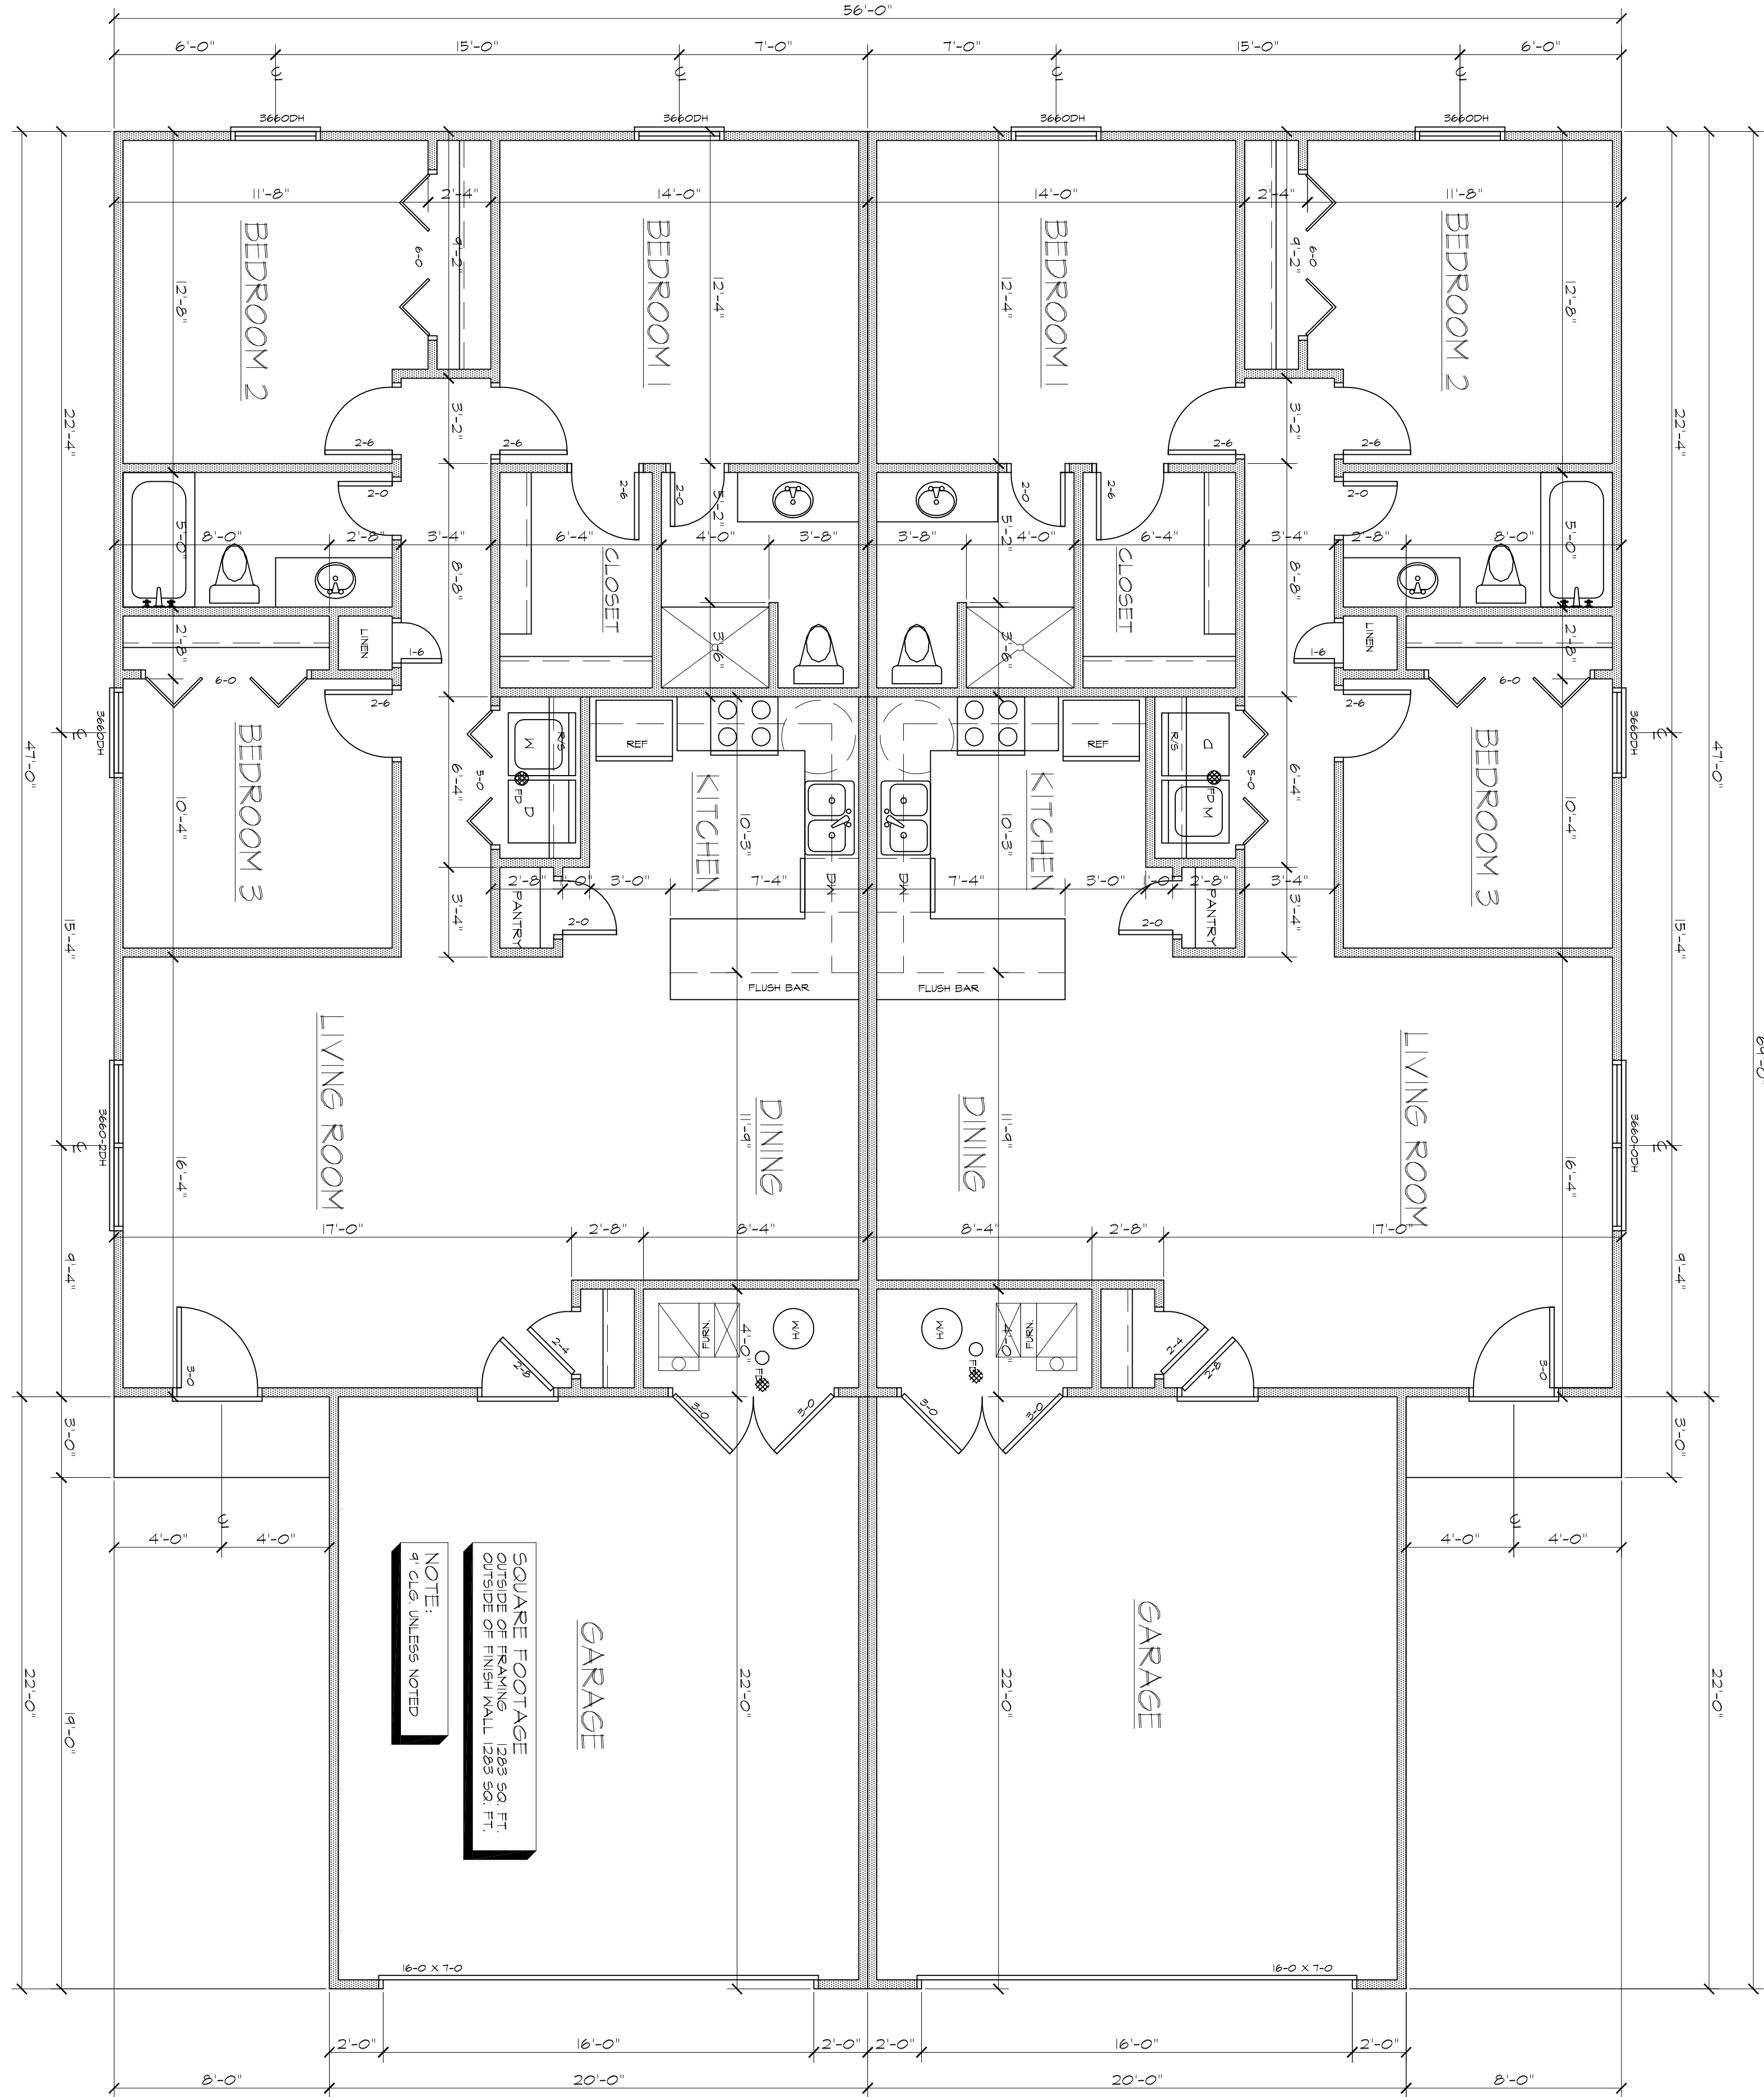 56'-0"
6'-0" 15'-0" 7'-0" 7'-0" 15'-0" 6'-0"
3660DH 3660DH 3660DH 3660DH
11'-8" 2'-4" 14'-0" 14'-0" 2'-4" 11'-8"
BEDROOM 2 BEDROOM 1 BEDROOM 1 BEDROOM 2
6-0 9'-2" 9'-2" 6-0
12'-8" 12'-4" 12'-4" 12'-8"
22'-4" 3'-2" 3'-2" 22'-4"
2-6 2-6 2-6 2-6
2-0 2-6 2-0 5'-2" 2-0 2-6 2-0
5'-0" 5'-2" 5'-0"
8'-0" 2'-8" 3'-4" 6'-4" 4'-0" 3'-8" 3'-8" 4'-0" 6'-4" 3'-4" 2'-8" 8'-0"
8'-8" CLOSET CLOSET 8'-8"
2'-8" LINEN 1-6 3'-6" 3'-6" 1-6 LINEN 2'-8"
6-0 2-6 2-6 6-0
3660DH W R/S REF REF R/S D 3660DH
47'-0" BEDROOM 3 5-0 6'-4" KITCHEN KITCHEN 6'-4" 5-0 BEDROOM 3 47'-0"
FD D FD W
10'-4" 10'-3" 10'-3" 10'-4"
2'-8" 1'-0" 3'-0" 7'-4" DW DW 7'-4" 3'-0" 1'-0" 2'-8" 3'-4"
15'-4" 3'-4" PANTRY 2-0 2-0 PANTRY 3'-4" 15'-4"
FLUSH BAR FLUSH BAR
69'-0"
LIVING ROOM DINING DINING LIVING ROOM
3660-2DH 11'-9" 11'-9" 3660-DH
16'-4" 16'-4"
17'-0" 2'-8" 8'-4" 8'-4" 2'-8" 17'-0"
9'-4" 9'-4"
FURN. 4'-0" W/H W/H 4'-0" FURN.
3-0 2-8 2-4 FD FD 2-4 2-8 3-0
3-0 3-0 3-0 3-0
3'-0" 3'-0"
4'-0" 4'-0" 4'-0" 4'-0"
NOTE:
9' CLG. UNLESS NOTED
SQUARE FOOTAGE
OUTSIDE OF FRAMING 1283 SQ. FT.
OUTSIDE OF FINISH WALL 1283 SQ. FT.
GARAGE GARAGE
22'-0" 19'-0" 22'-0" 22'-0" 22'-0"
16-0 X 7-0 16-0 X 7-0
2'-0" 16'-0" 2'-0" 2'-0" 16'-0" 2'-0"
8'-0" 20'-0" 20'-0" 8'-0"